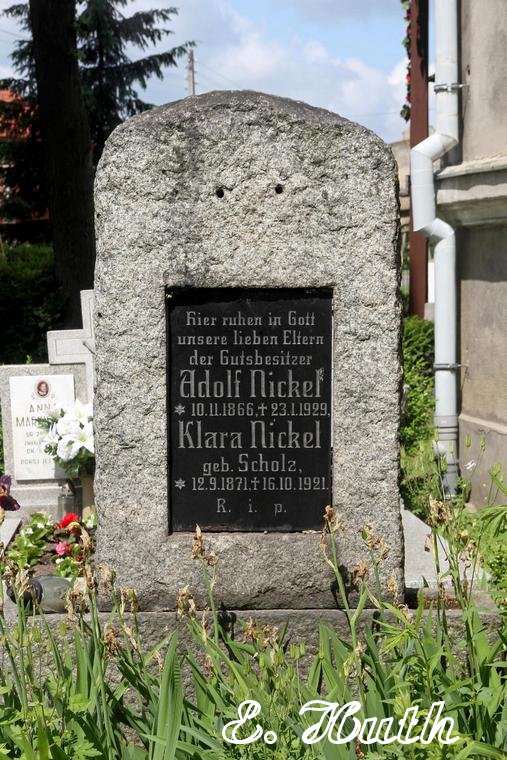 Hier ruhen in Gott
unsere lieben Eltern
der Gutsbesitzer
Adolf Nickel
* 10.11.1866, † 23.1.1929.
Klara Nickel
geb. Scholz,
* 12.9.1871, † 16.10.1921.
R. i. p.
ANNA
E. Huth